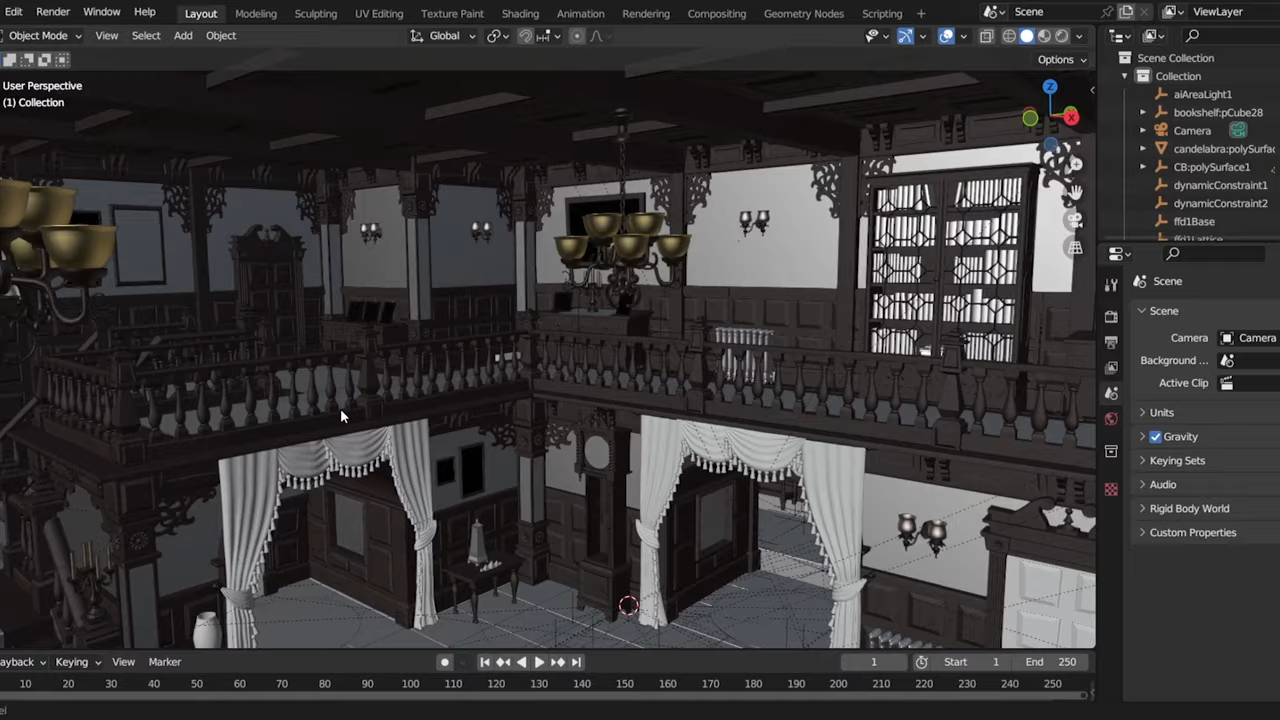 Edit Render Window Help Layout Modeling Sculpting UV Editing Texture Paint Shading Animation Rendering Compositing Geometry Nodes Scripting + Scene ViewLayer
Object Mode View Select Add Object Global
Options
User Perspective
(1) Collection
Z
X
Scene Collection
Collection
aiAreaLight1
bookshelf:pCube28
Camera
candelabra:polySurfa
CB:polySurface1
dynamicConstraint1
dynamicConstraint2
ffd1Base
ffd1Lattice
Scene
Scene
Camera Camera
Background ...
Active Clip
Units
Gravity
Keying Sets
Audio
Rigid Body World
Custom Properties
ayback Keying View Marker 1 Start 1 End 250
10 20 30 40 50 60 70 80 90 100 110 120 130 140 150 160 170 180 190 200 210 220 230 240 250